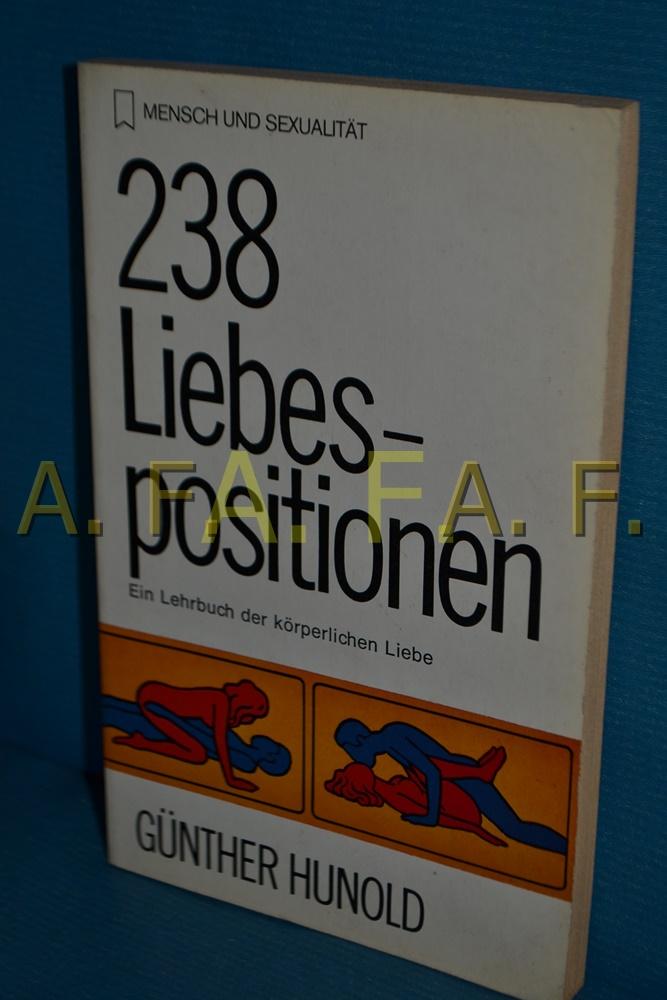 MENSCH UND SEXUALITÄT
238
Liebes-
positionen
Ein Lehrbuch der körperlichen Liebe
GÜNTHER HUNOLD
A. F.A. F.A. F.